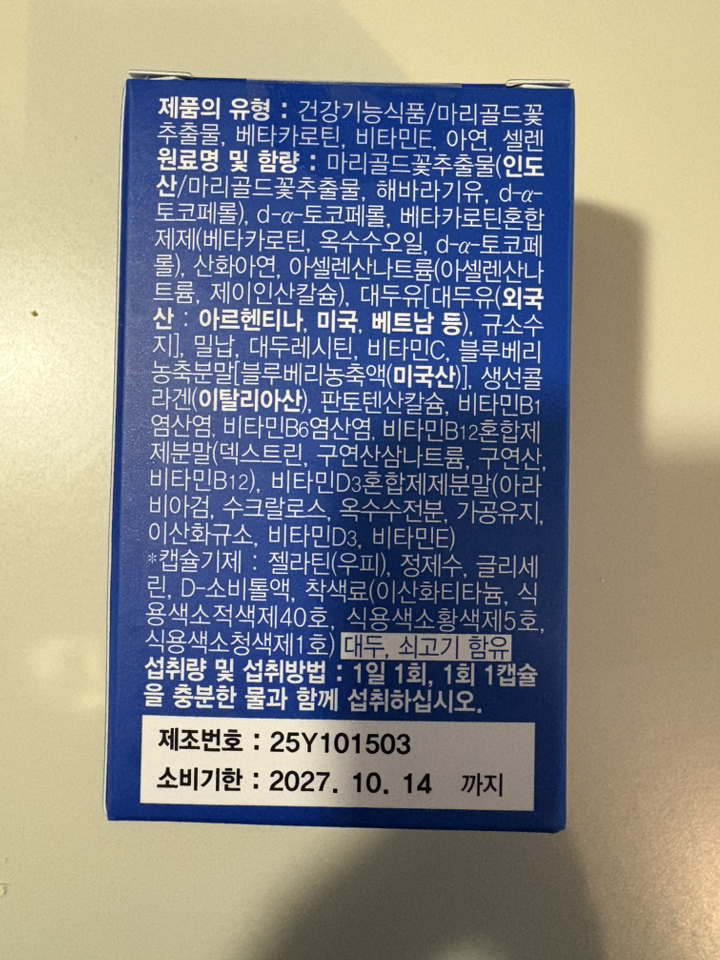 제품의 유형 : 건강기능식품/마리골드꽃
추출물, 베타카로틴, 비타민E, 아연, 셀렌
원료명 및 함량 : 마리골드꽃추출물(인도
산/마리골드꽃추출물, 해바라기유, d-α-
토코페롤), d-α-토코페롤, 베타카로틴혼합
제제(베타카로틴, 옥수수오일, d-α-토코페
롤), 산화아연, 아셀렌산나트륨(아셀렌산나
트륨, 제이인산칼슘), 대두유[대두유(외국
산 : 아르헨티나, 미국, 베트남 등), 규소수
지], 밀납, 대두레시틴, 비타민C, 블루베리
농축분말[블루베리농축액(미국산)], 생선콜
라겐(이탈리아산), 판토텐산칼슘, 비타민B1
염산염, 비타민B6염산염, 비타민B12혼합제
제분말(덱스트린, 구연산삼나트륨, 구연산,
비타민B12), 비타민D3혼합제제분말(아라
비아검, 수크랄로스, 옥수수전분, 가공유지,
이산화규소, 비타민D3, 비타민E)
*캡슐기제 : 젤라틴(우피), 정제수, 글리세
린, D-소비톨액, 착색료(이산화티타늄, 식
용색소적색제40호, 식용색소황색제5호,
식용색소청색제1호) 대두, 쇠고기 함유
섭취량 및 섭취방법 : 1일 1회, 1회 1캡슐
을 충분한 물과 함께 섭취하십시오.
제조번호 : 25Y101503
소비기한 : 2027. 10. 14 까지